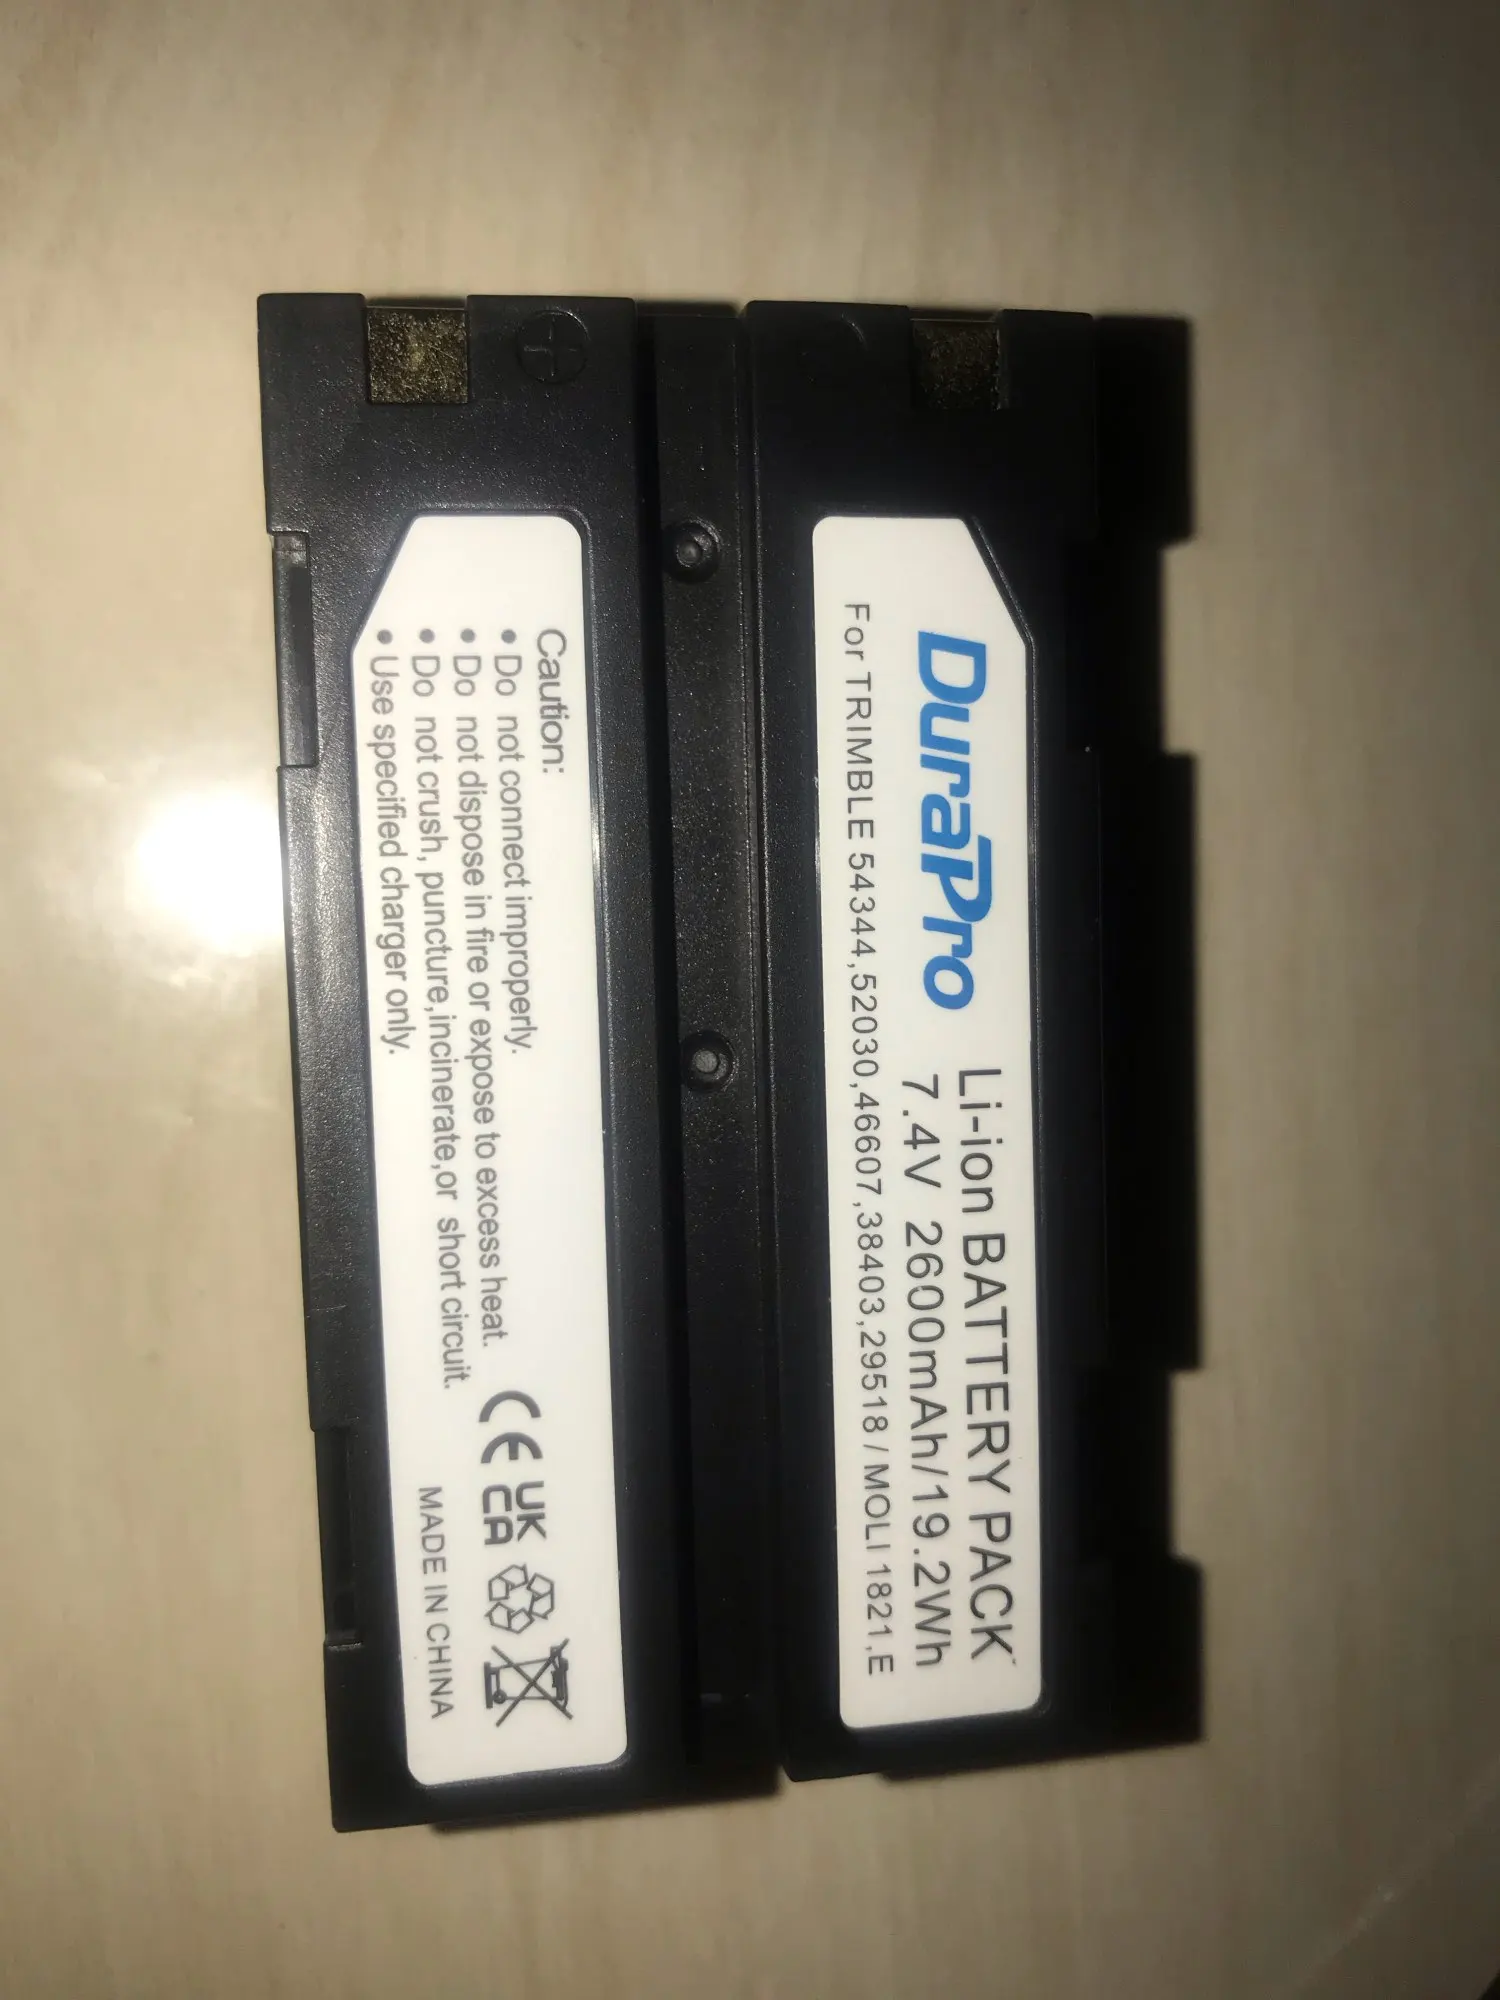 DuraPro
Li-ion BATTERY PACK
7.4V 2600mAh/19.2Wh
For TRIMBLE 54344,52030,46607,38403,29518 / MOLI 1821,E
Caution:
• Do not connect improperly.
• Do not dispose in fire or expose to excess heat.
• Do not crush, puncture,incinerate,or short circuit.
• Use specified charger only.
CE
UK
CA
MADE IN CHINA